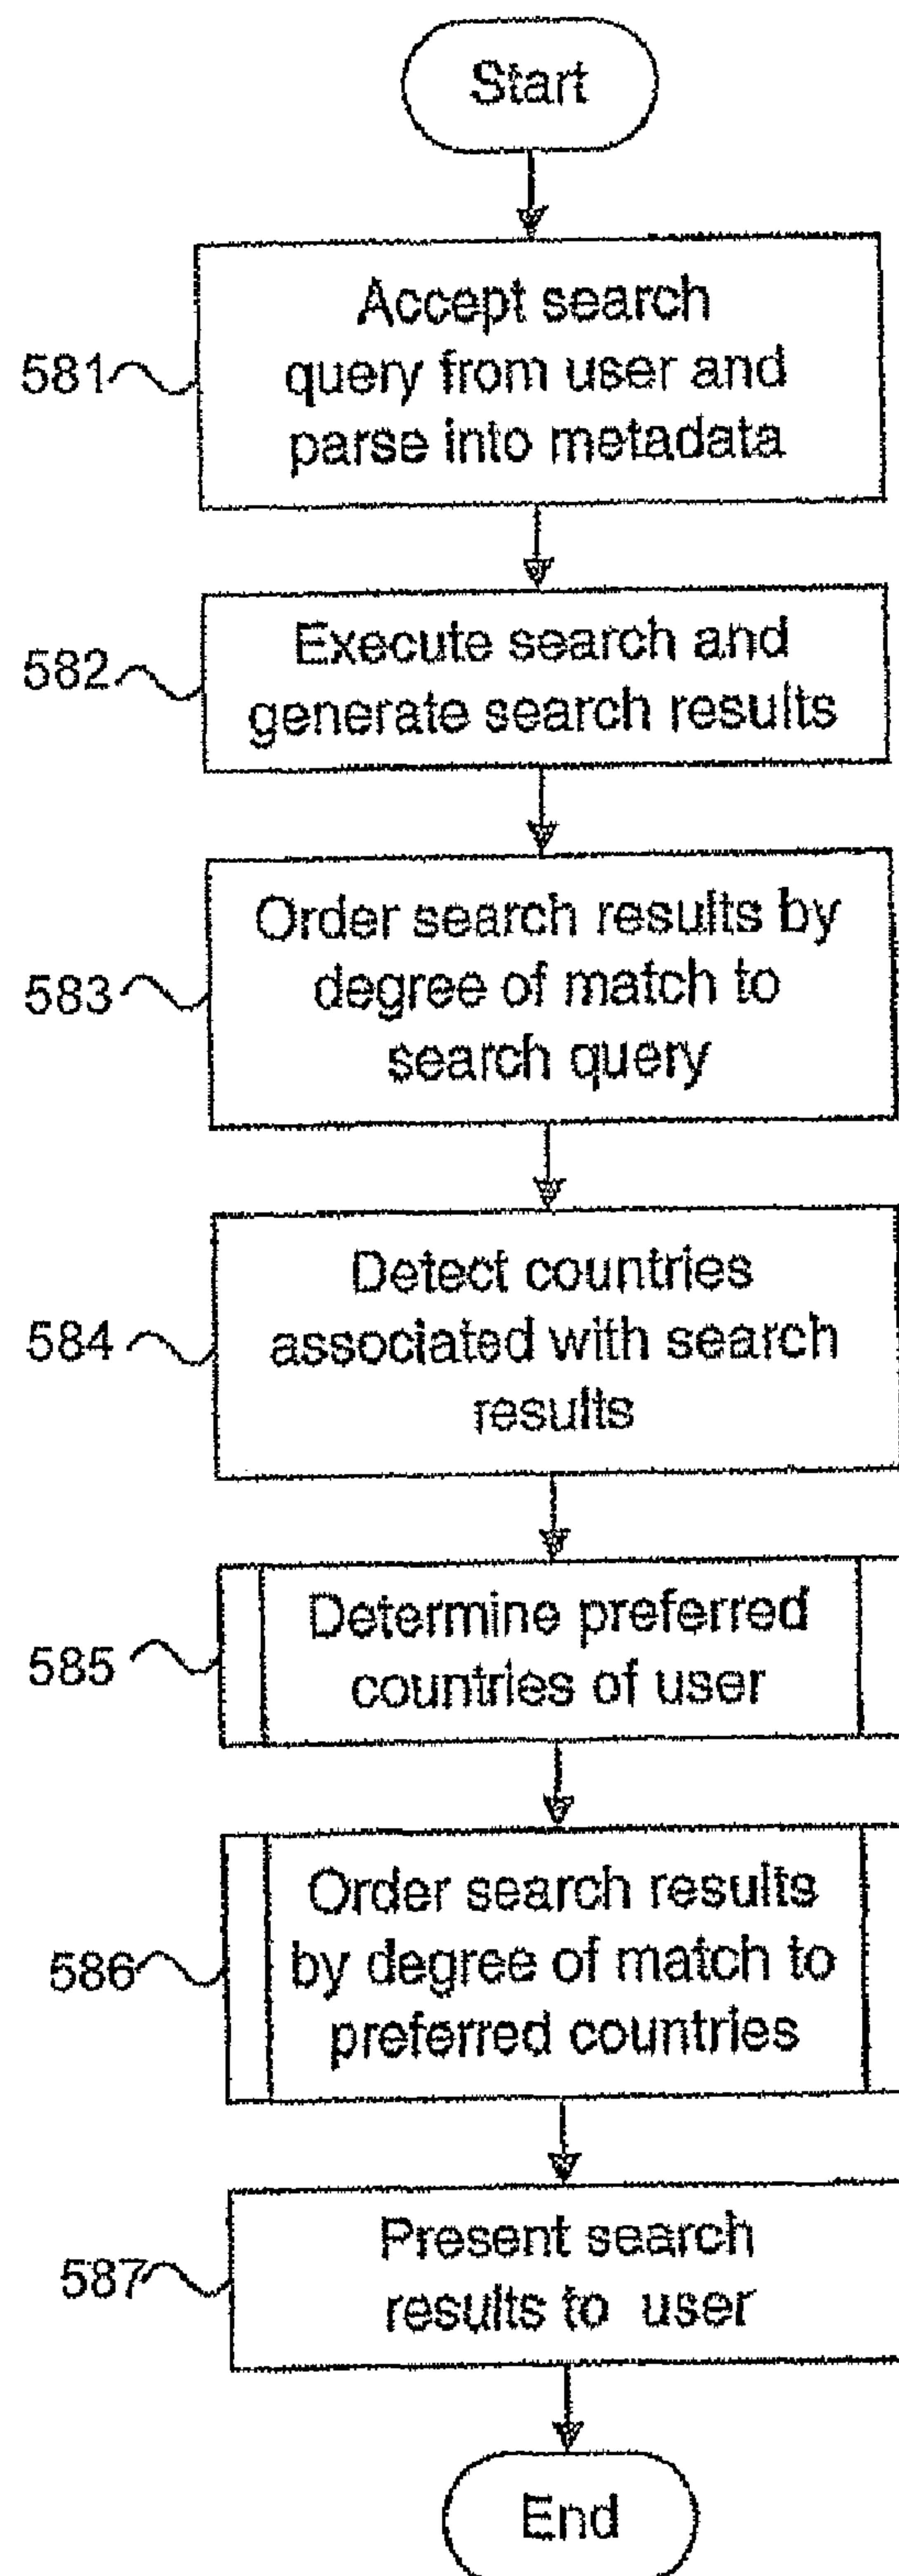 Start
581
Accept search
query from user and
parse into metadata
582
Execute search and
generate search results
583
Order search results by
degree of match to
search query
584
Detect countries
associated with search
results
585
Determine preferred
countries of user
586
Order search results
by degree of match to
preferred countries
587
Present search
results to user
End